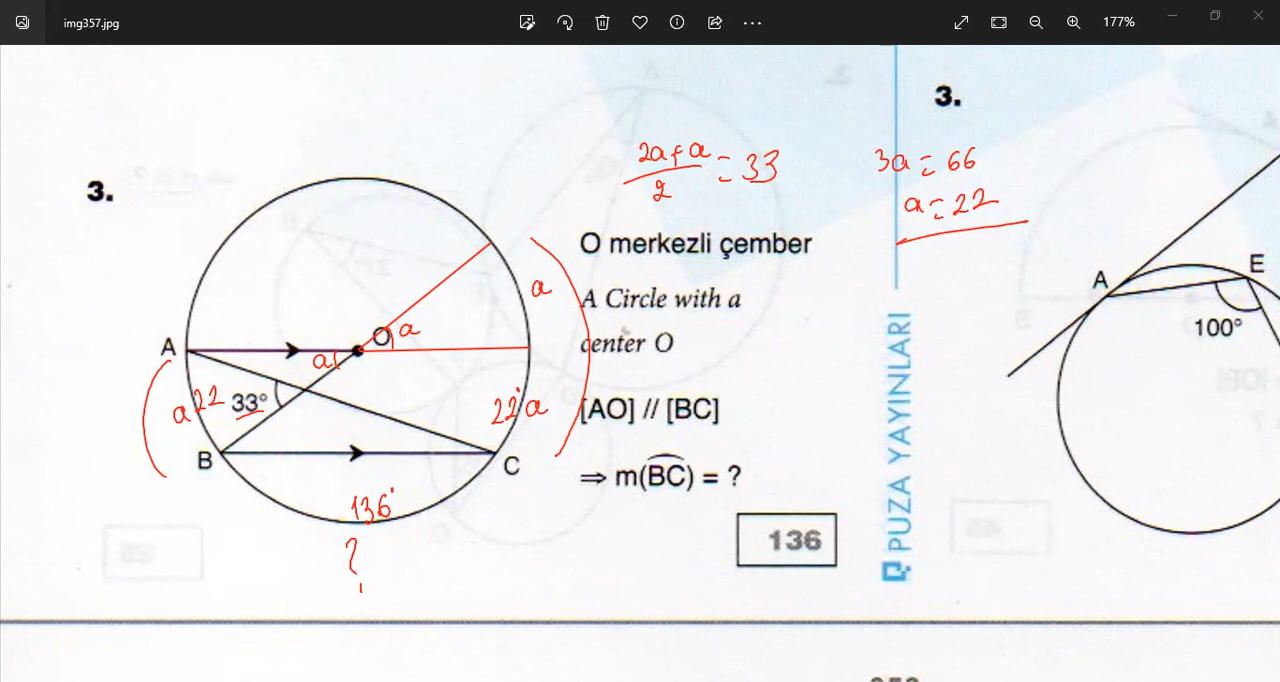 img357.jpg
177%
3.
2a+a
2
= 33
3a = 66
a = 22
3.
O merkezli çember
A Circle with a
center O
[AO] // [BC]
⇒ m(BC) = ?
136
PUZA YAYINLARI
A
O
a
a
a
33°
a 22
22° a
B
C
136°
?
A
E
100°